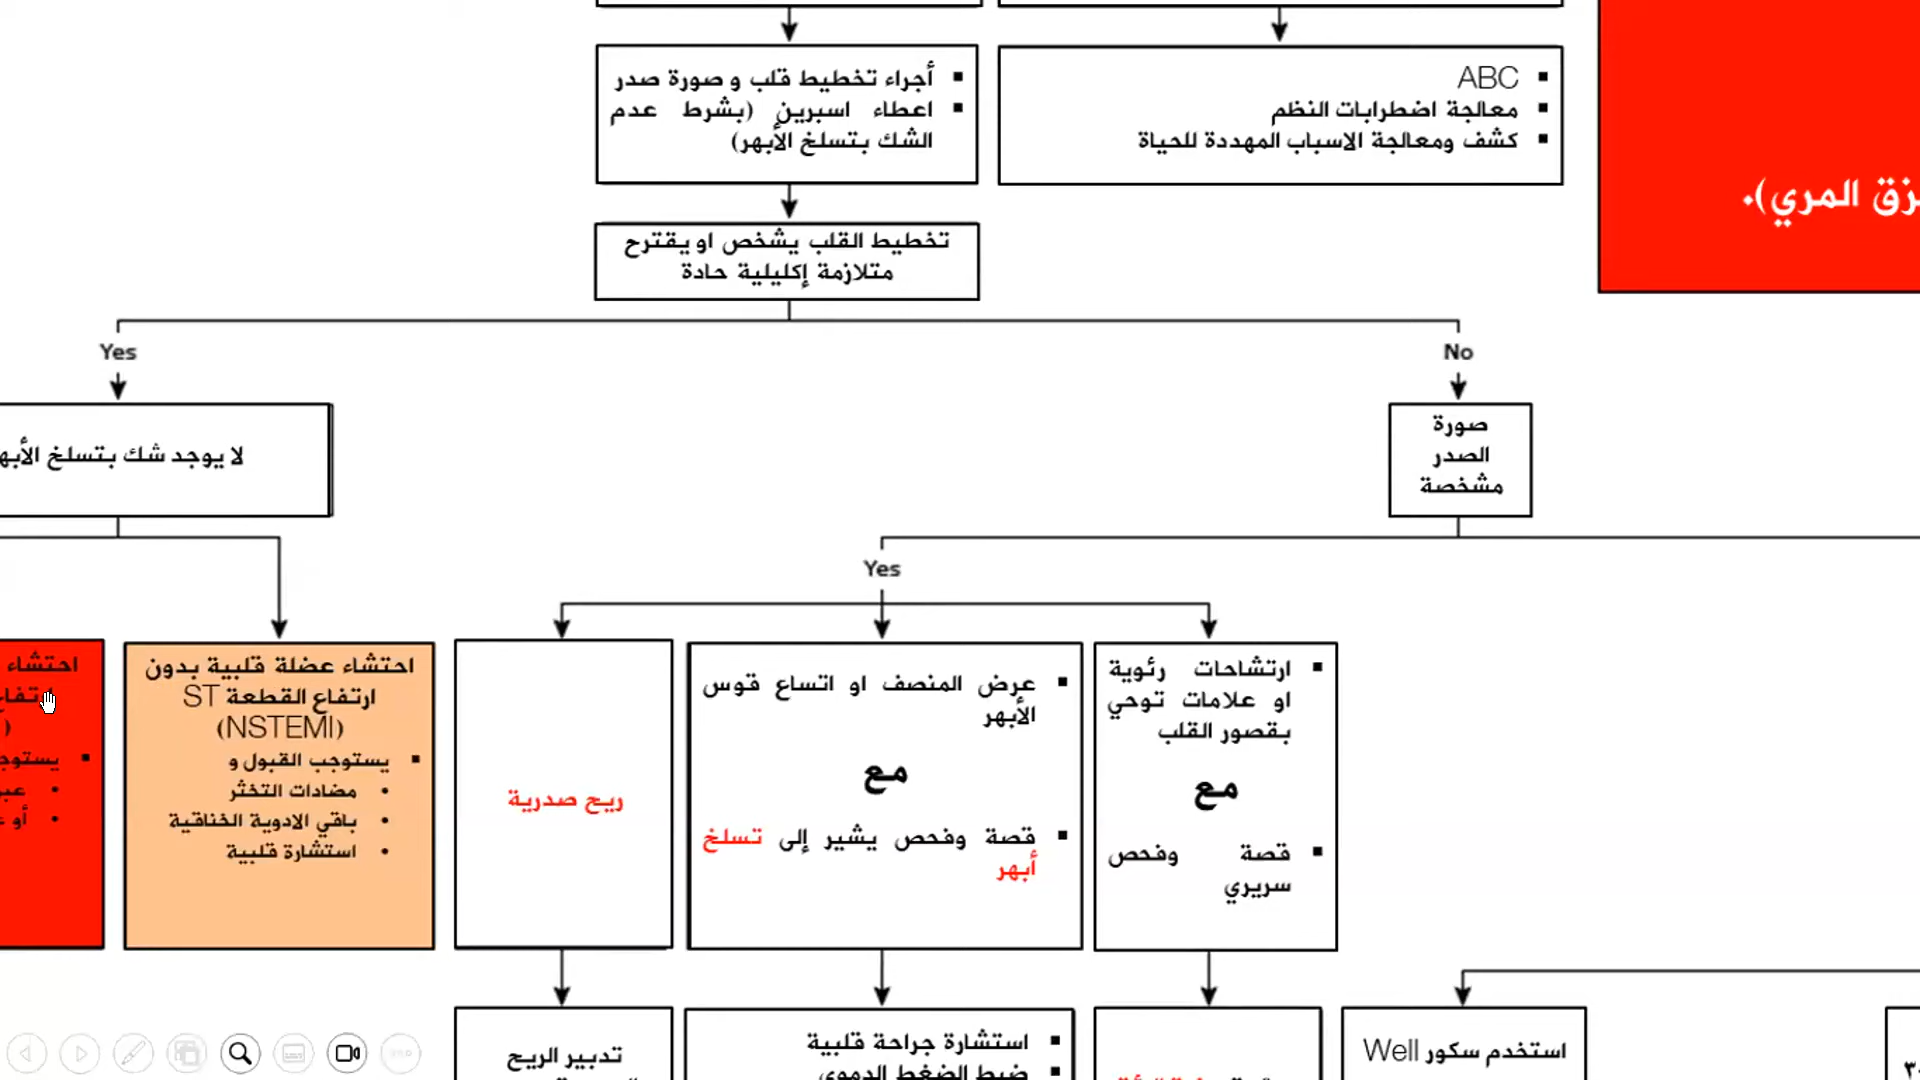 أجراء تخطيط قلب و صورة صدر
اعطاء اسبرين (بشرط عدم
الشك بتسلخ الأبهر)
ABC
معالجة اضطرابات النظم
كشف ومعالجة الاسباب المهددة للحياة
المري).
تخطيط القلب يشخص او يقترح
متلازمة إكليلية حادة
Yes
No
لا يوجد شك بتسلخ
صورة
الصدر
مشخصة
Yes
احتشاء
احتشاء عضلة قلبية بدون
ارتفاع القطعة ST
(NSTEMI)
يستوجب القبول و
مضادات التخثر
باقي الادوية الخناقية
استشارة قلبية
ريح صدرية
عرض المنصف او اتساع قوس
الأبهر
مع
قصة وفحص يشير إلى تسلخ
أبهر
ارتشاحات رئوية
او علامات توحي
بقصور القلب
مع
قصة وفحص
سريري
تدبير الريح
استشارة جراحة قلبية
ضبط الضغط الدموي
استخدم سكور Well